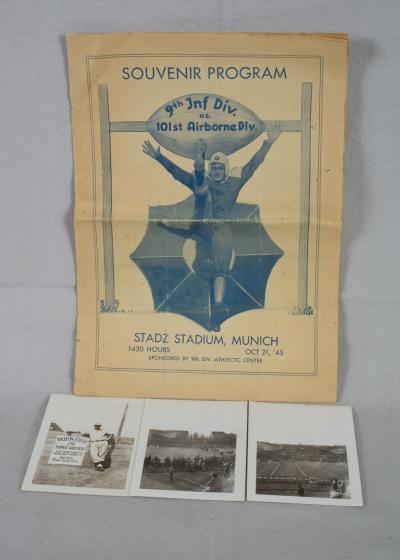 SOUVENIR PROGRAM
9th Inf Div.
vs.
101st Airborne Div.
STADZ STADIUM, MUNICH
1430 HOURS OCT 21, '45
SPONSORED BY 9th DIV. ATHLECTIC CENTER